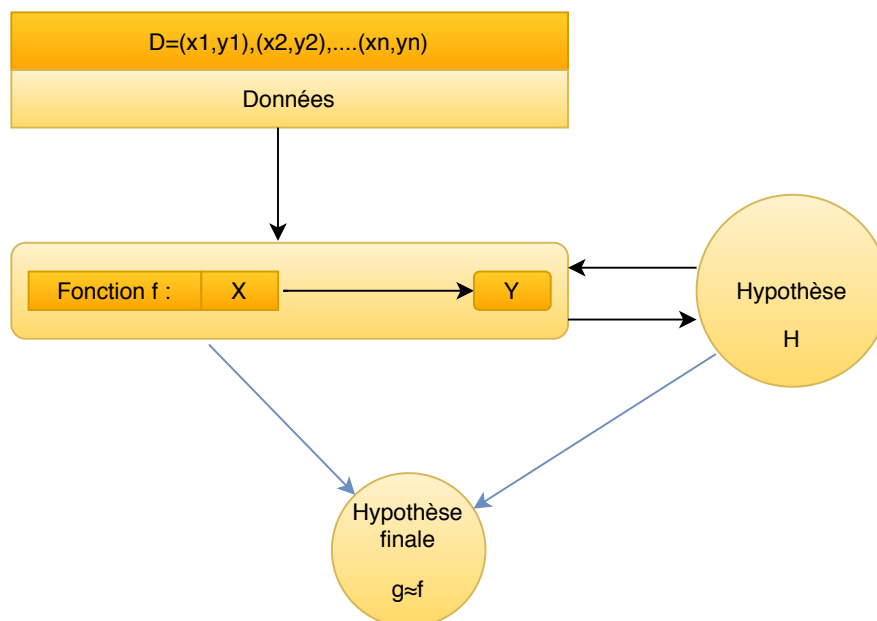 D=(x1,y1),(x2,y2),....(xn,yn)
Données
Fonction f :
X
Y
Hypothèse
H
Hypothèse
finale
g≈f